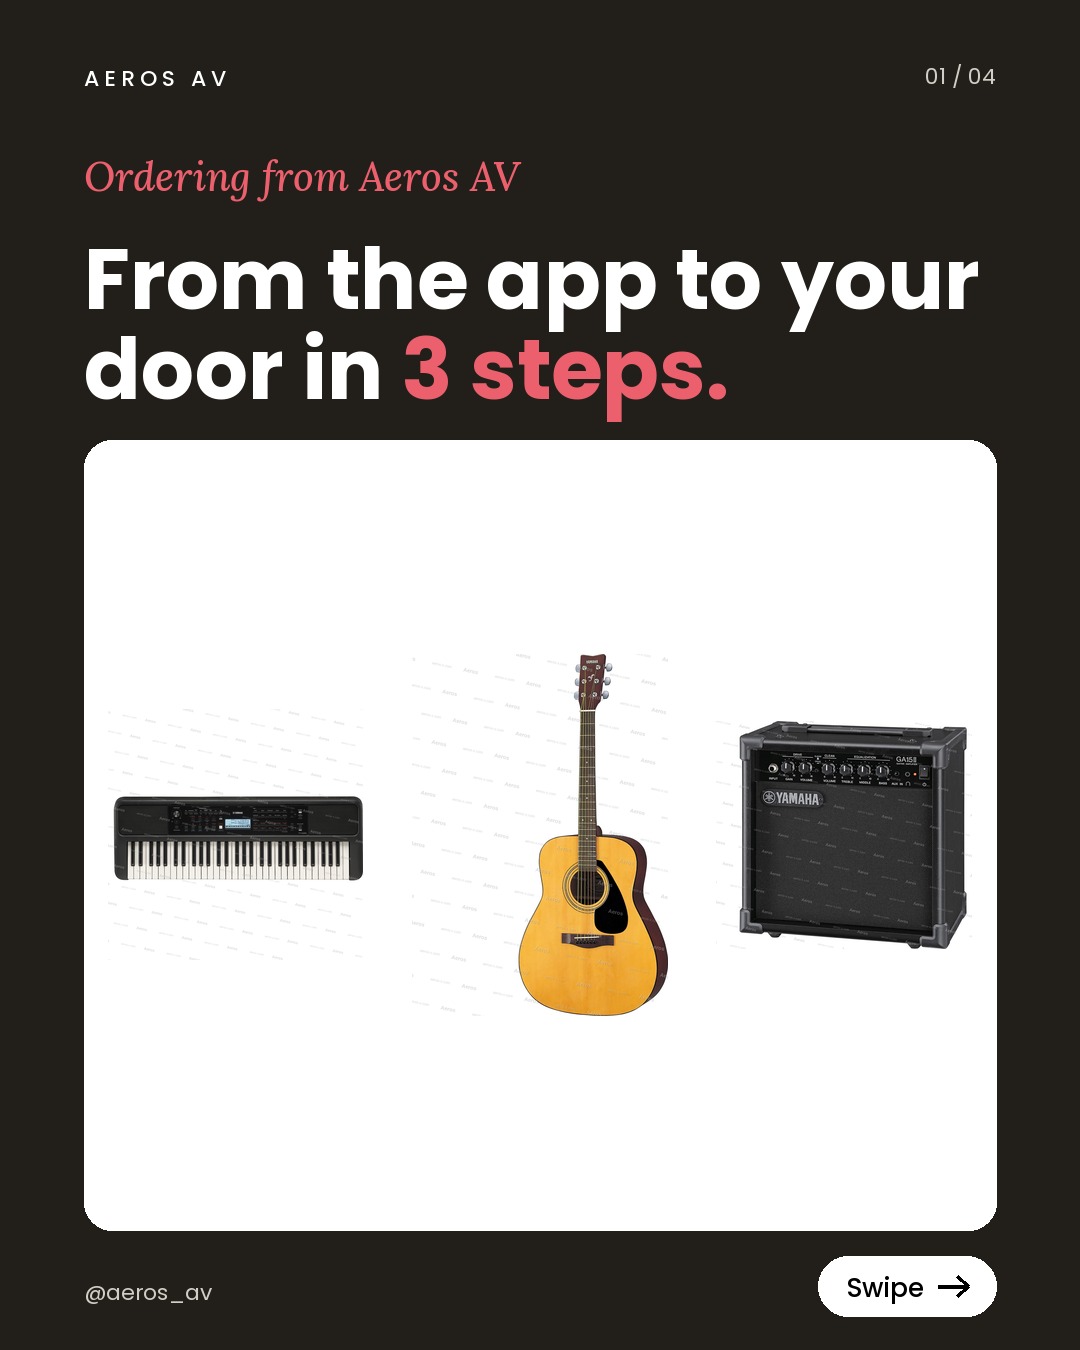 AEROS AV
01 / 04
Ordering from Aeros AV
From the app to your
door in 3 steps.
YAMAHA
GA15II
@aeros_av
Swipe →